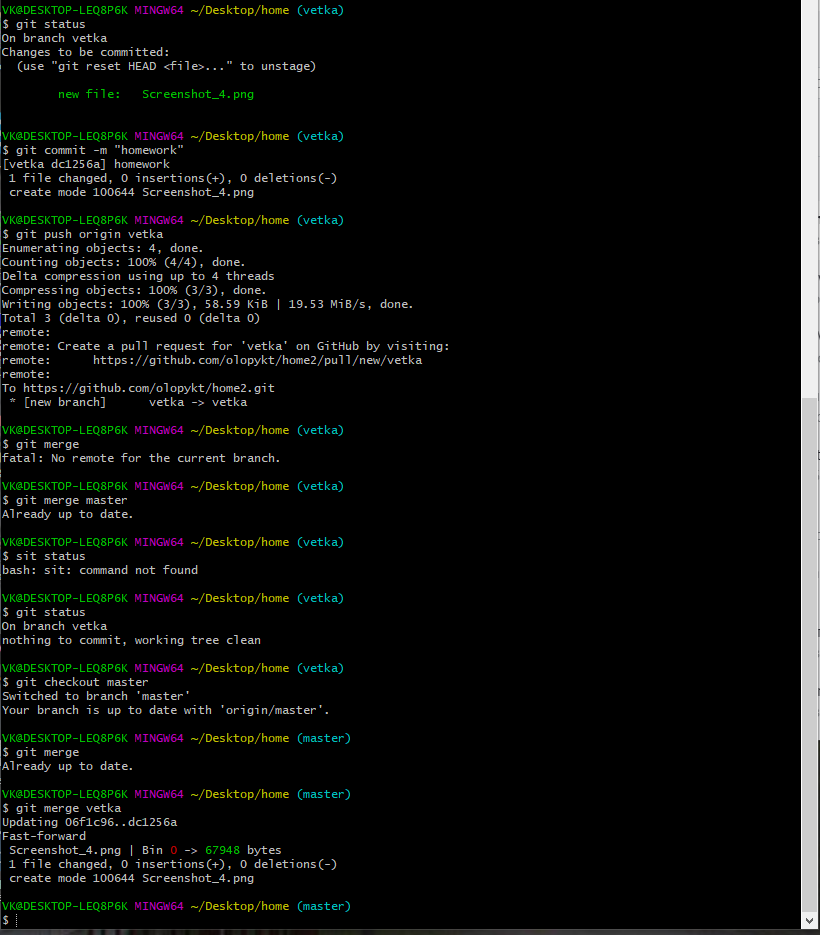 VK@DESKTOP-LEQ8P6K MINGW64 ~/Desktop/home (vetka)
$ git status
On branch vetka
Changes to be committed:
  (use "git reset HEAD <file>..." to unstage)
        new file:   Screenshot_4.png
VK@DESKTOP-LEQ8P6K MINGW64 ~/Desktop/home (vetka)
$ git commit -m "homework"
[vetka dc1256a] homework
 1 file changed, 0 insertions(+), 0 deletions(-)
 create mode 100644 Screenshot_4.png
VK@DESKTOP-LEQ8P6K MINGW64 ~/Desktop/home (vetka)
$ git push origin vetka
Enumerating objects: 4, done.
Counting objects: 100% (4/4), done.
Delta compression using up to 4 threads
Compressing objects: 100% (3/3), done.
Writing objects: 100% (3/3), 58.59 KiB | 19.53 MiB/s, done.
Total 3 (delta 0), reused 0 (delta 0)
remote:
remote: Create a pull request for 'vetka' on GitHub by visiting:
remote:      https://github.com/olopykt/home2/pull/new/vetka
remote:
To https://github.com/olopykt/home2.git
 * [new branch]      vetka -> vetka
VK@DESKTOP-LEQ8P6K MINGW64 ~/Desktop/home (vetka)
$ git merge
fatal: No remote for the current branch.
VK@DESKTOP-LEQ8P6K MINGW64 ~/Desktop/home (vetka)
$ git merge master
Already up to date.
VK@DESKTOP-LEQ8P6K MINGW64 ~/Desktop/home (vetka)
$ sit status
bash: sit: command not found
VK@DESKTOP-LEQ8P6K MINGW64 ~/Desktop/home (vetka)
$ git status
On branch vetka
nothing to commit, working tree clean
VK@DESKTOP-LEQ8P6K MINGW64 ~/Desktop/home (vetka)
$ git checkout master
Switched to branch 'master'
Your branch is up to date with 'origin/master'.
VK@DESKTOP-LEQ8P6K MINGW64 ~/Desktop/home (master)
$ git merge
Already up to date.
VK@DESKTOP-LEQ8P6K MINGW64 ~/Desktop/home (master)
$ git merge vetka
Updating 06f1c96..dc1256a
Fast-forward
 Screenshot_4.png | Bin 0 -> 67948 bytes
 1 file changed, 0 insertions(+), 0 deletions(-)
 create mode 100644 Screenshot_4.png
VK@DESKTOP-LEQ8P6K MINGW64 ~/Desktop/home (master)
$